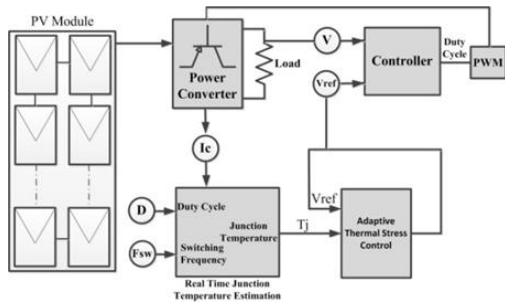 PV Module
Power
Converter
Load
V
Controller
Duty
Cycle
PWM
Vref
Ic
D
Duty Cycle
Junction
Temperature
Fsw
Switching
Frequency
Tj
Vref
Adaptive
Thermal Stress
Control
Real Time Junction
Temperature Estimation